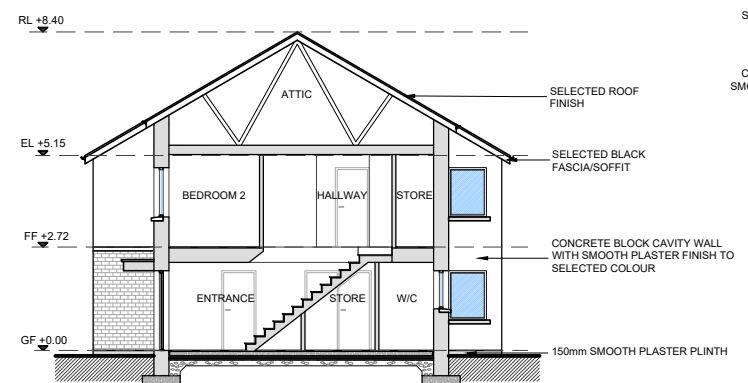 RL +8.40
S
ATTIC
C
SMO
SELECTED ROOF
FINISH
EL +5.15
SELECTED BLACK
FASCIA/SOFFIT
BEDROOM 2
HALLWAY
STORE
FF +2.72
CONCRETE BLOCK CAVITY WALL
WITH SMOOTH PLASTER FINISH TO
SELECTED COLOUR
ENTRANCE
STORE
W/C
GF +0.00
150mm SMOOTH PLASTER PLINTH